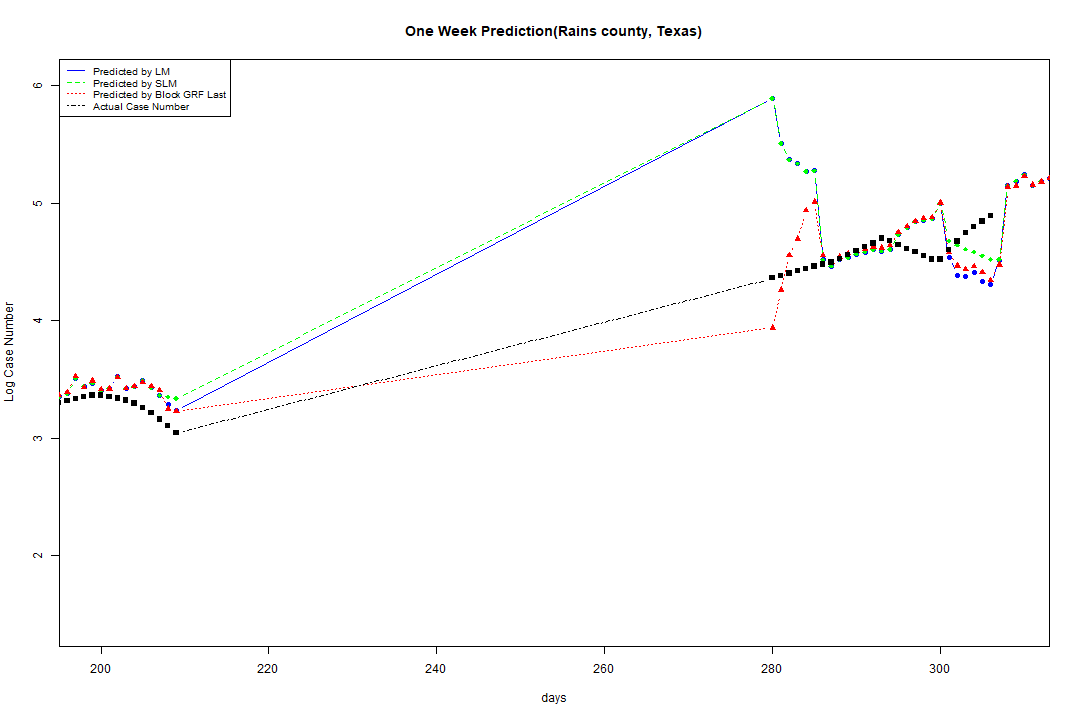 One Week Prediction(Rains county, Texas)
Predicted by LM
Predicted by SLM
Predicted by Block GRF Last
Actual Case Number
Log Case Number
6
5
4
3
2
200 220 240 260 280 300
days